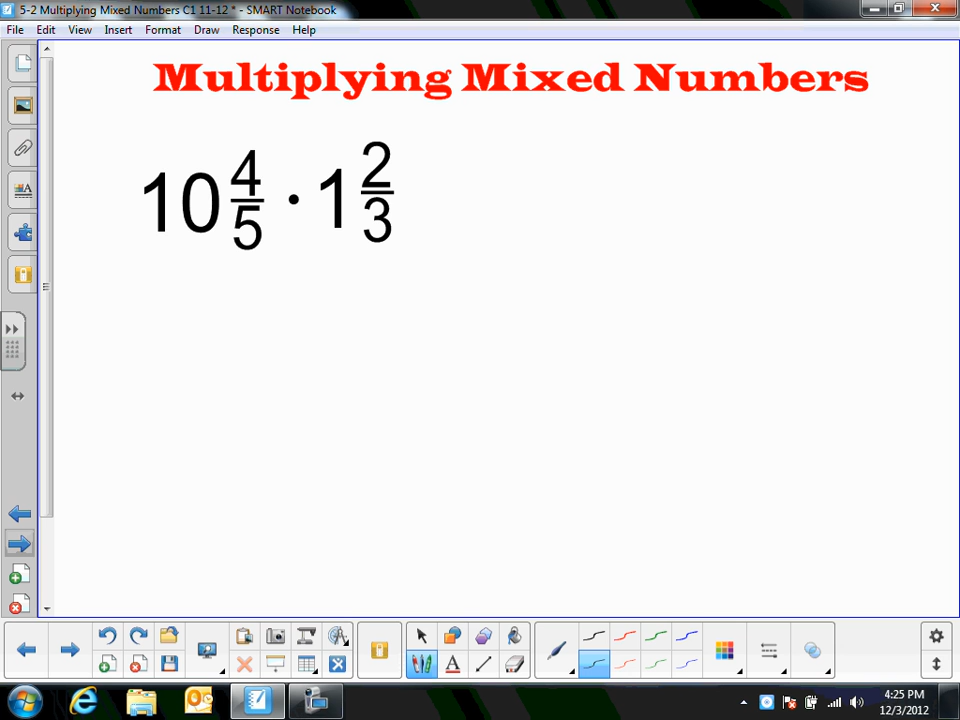 5-2 Multiplying Mixed Numbers C1 11-12 * - SMART Notebook
File Edit View Insert Format Draw Response Help
Multiplying Mixed Numbers
10 4/5 · 1 2/3
4:25 PM
12/3/2012